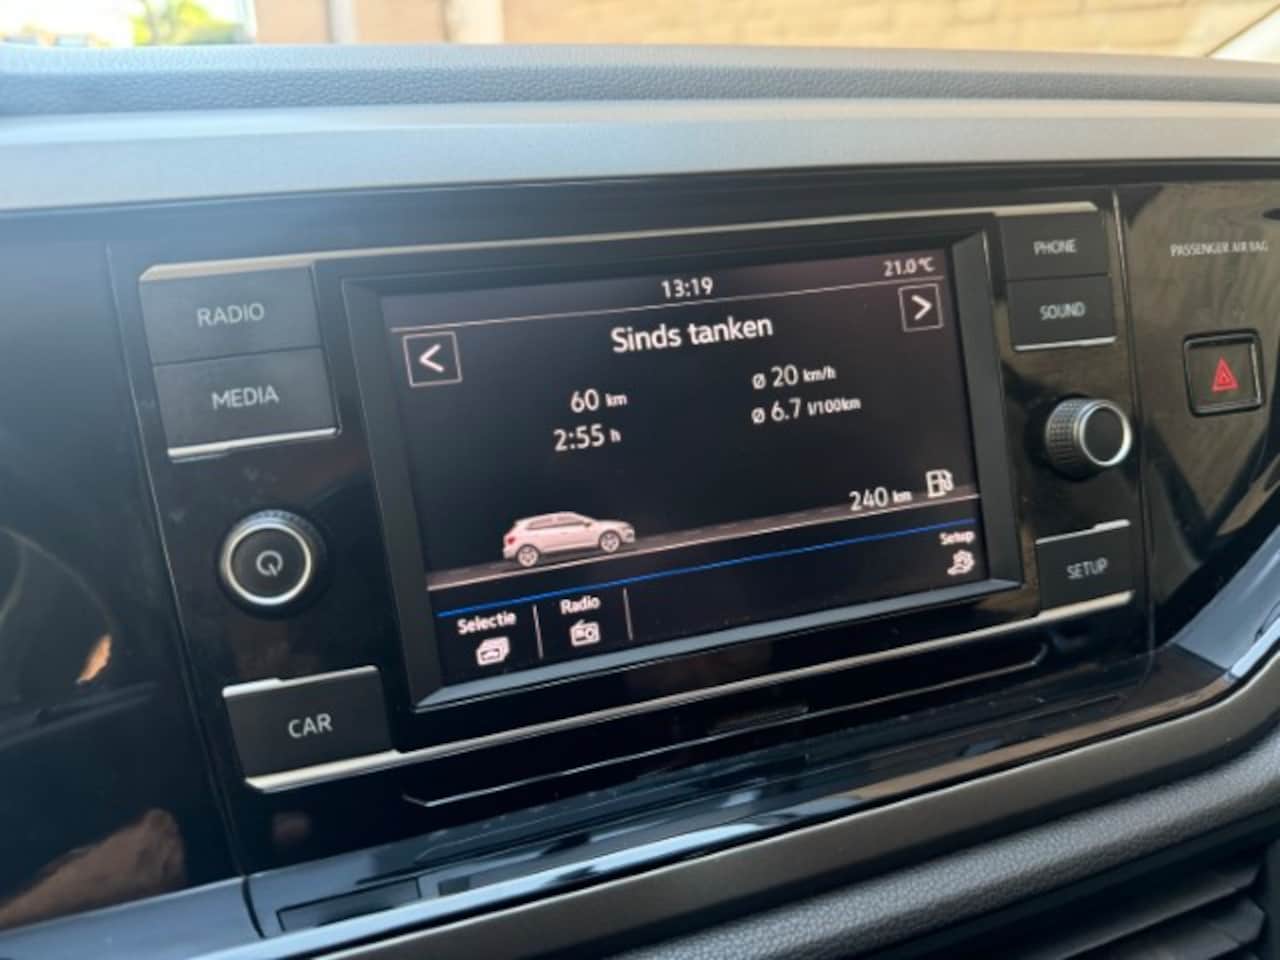 PHONE
PASSENGER AIR BAG
RADIO
13:19
21.0°C
SOUND
Sinds tanken
MEDIA
60 km
ø 20 km/h
2:55 h
ø 6.7 l/100km
240 km
Setup
SETUP
Selectie
Radio
CAR